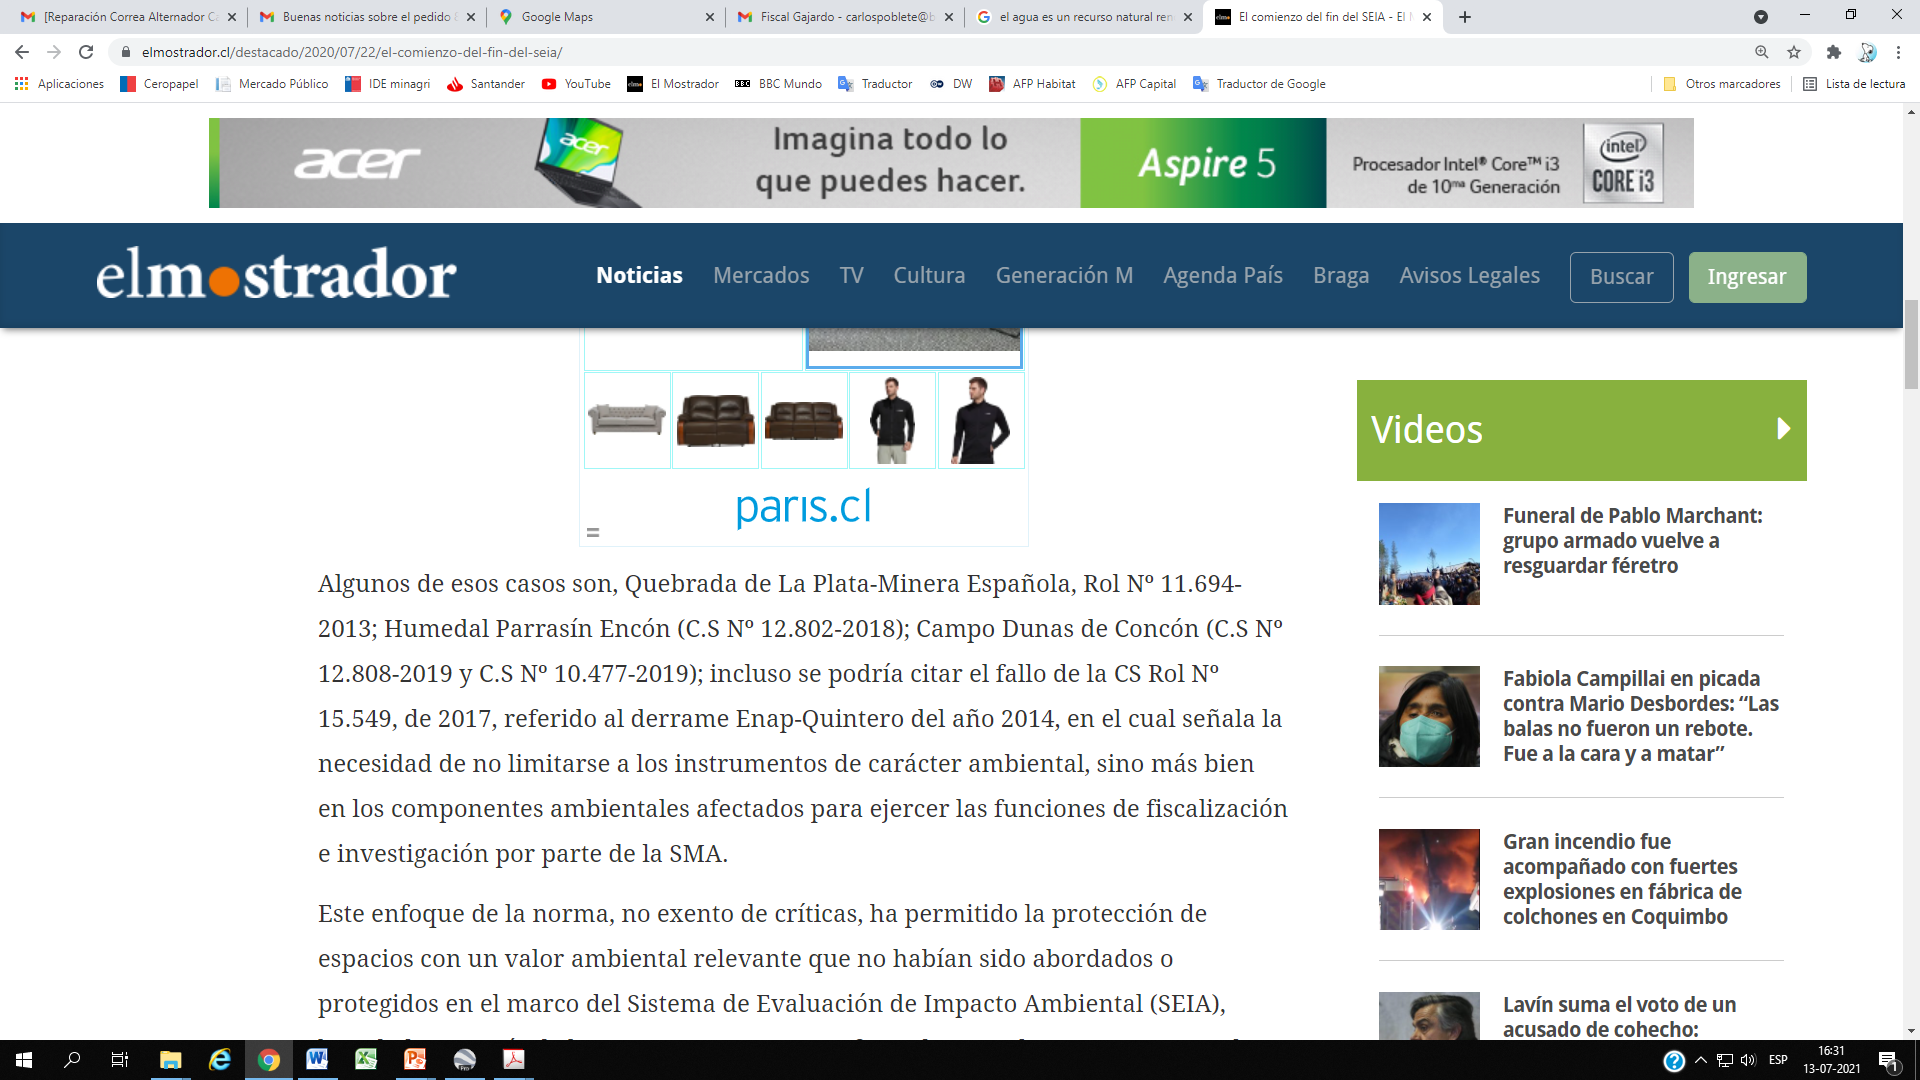 [Reparación Correa Alternador Ca
Buenas noticias sobre el pedido
Google Maps
Fiscal Gajardo - carlospoblete@b
el agua es un recurso natural ren
El comienzo del fin del SEIA - El M
elmostrador.cl/destacado/2020/07/22/el-comienzo-del-fin-del-seia/
Aplicaciones
Ceropapel
Mercado Público
IDE minagri
Santander
YouTube
El Mostrador
BBC Mundo
Traductor
DW
AFP Habitat
AFP Capital
Traductor de Google
Otros marcadores
Lista de lectura
acer
acer
Imagina todo lo
que puedes hacer.
Aspire 5
Procesador Intel® Core™ i3
de 10ma Generación
intel
CORE i3
elmostrador
Noticias
Mercados
TV
Cultura
Generación M
Agenda País
Braga
Avisos Legales
Buscar
Ingresar
paris.cl
Algunos de esos casos son, Quebrada de La Plata-Minera Española, Rol Nº 11.694-
2013; Humedal Parrasín Encón (C.S Nº 12.802-2018); Campo Dunas de Concón (C.S Nº
12.808-2019 y C.S Nº 10.477-2019); incluso se podría citar el fallo de la CS Rol Nº
15.549, de 2017, referido al derrame Enap-Quintero del año 2014, en el cual señala la
necesidad de no limitarse a los instrumentos de carácter ambiental, sino más bien
en los componentes ambientales afectados para ejercer las funciones de fiscalización
e investigación por parte de la SMA.
Este enfoque de la norma, no exento de críticas, ha permitido la protección de
espacios con un valor ambiental relevante que no habían sido abordados o
protegidos en el marco del Sistema de Evaluación de Impacto Ambiental (SEIA),
Videos
Funeral de Pablo Marchant:
grupo armado vuelve a
resguardar féretro
Fabiola Campillai en picada
contra Mario Desbordes: “Las
balas no fueron un rebote.
Fue a la cara y a matar”
Gran incendio fue
acompañado con fuertes
explosiones en fábrica de
colchones en Coquimbo
Lavín suma el voto de un
acusado de cohecho:
ESP
16:31
13-07-2021
1